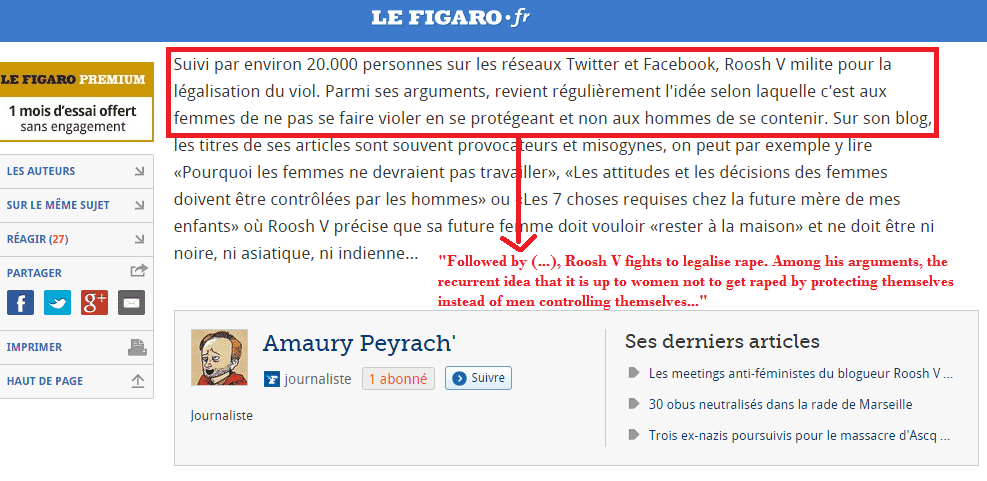 LE FIGARO·fr
LE FIGARO PREMIUM
1 mois d'essai offert
sans engagement
LES AUTEURS
SUR LE MÊME SUJET
RÉAGIR (27)
PARTAGER
IMPRIMER
HAUT DE PAGE
Suivi par environ 20.000 personnes sur les réseaux Twitter et Facebook, Roosh V milite pour la
légalisation du viol. Parmi ses arguments, revient régulièrement l'idée selon laquelle c'est aux
femmes de ne pas se faire violer en se protégeant et non aux hommes de se contenir. Sur son blog,
les titres de ses articles sont souvent provocateurs et misogynes, on peut par exemple y lire
«Pourquoi les femmes ne devraient pas travailler», «Les attitudes et les décisions des femmes
doivent être contrôlées par les hommes» ou «Les 7 choses requises chez la future mère de mes
enfants» où Roosh V précise que sa future femme doit vouloir «rester à la maison» et ne doit être ni
noire, ni asiatique, ni indienne...
"Followed by (...), Roosh V fights to legalise rape. Among his arguments, the
recurrent idea that it is up to women not to get raped by protecting themselves
instead of men controlling themselves..."
Amaury Peyrach'
journaliste 1 abonné Suivre
Journaliste
Ses derniers articles
Les meetings anti-féministes du blogueur Roosh V ...
30 obus neutralisés dans la rade de Marseille
Trois ex-nazis poursuivis pour le massacre d'Ascq ...